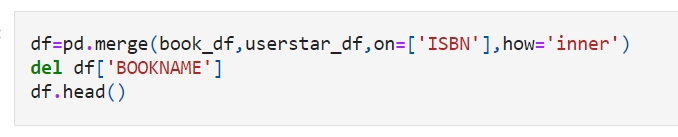 df=pd.merge(book_df,userstar_df,on=['ISBN'],how='inner')
del df['BOOKNAME']
df.head()